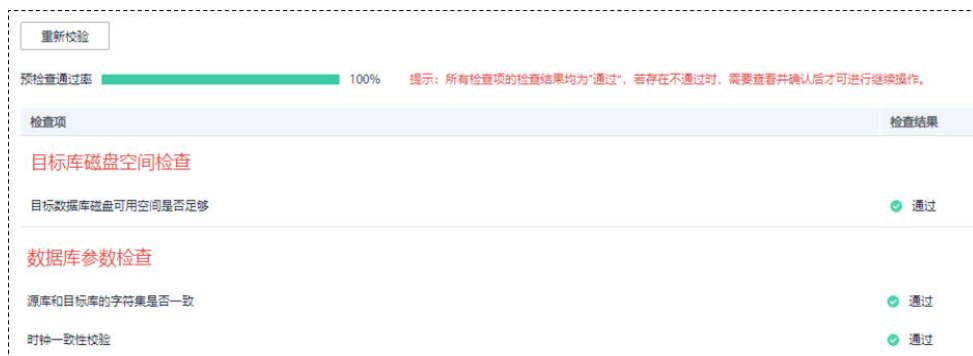 重新校验
预检查通过率 100% 提示：所有检查项的检查结果均为“通过”，若存在不通过时，需要查看并确认后才可进行继续操作。
检查项 检查结果
目标库磁盘空间检查
目标数据库磁盘可用空间是否足够 通过
数据库参数检查
源库和目标库的字符集是否一致 通过
时钟一致性校验 通过